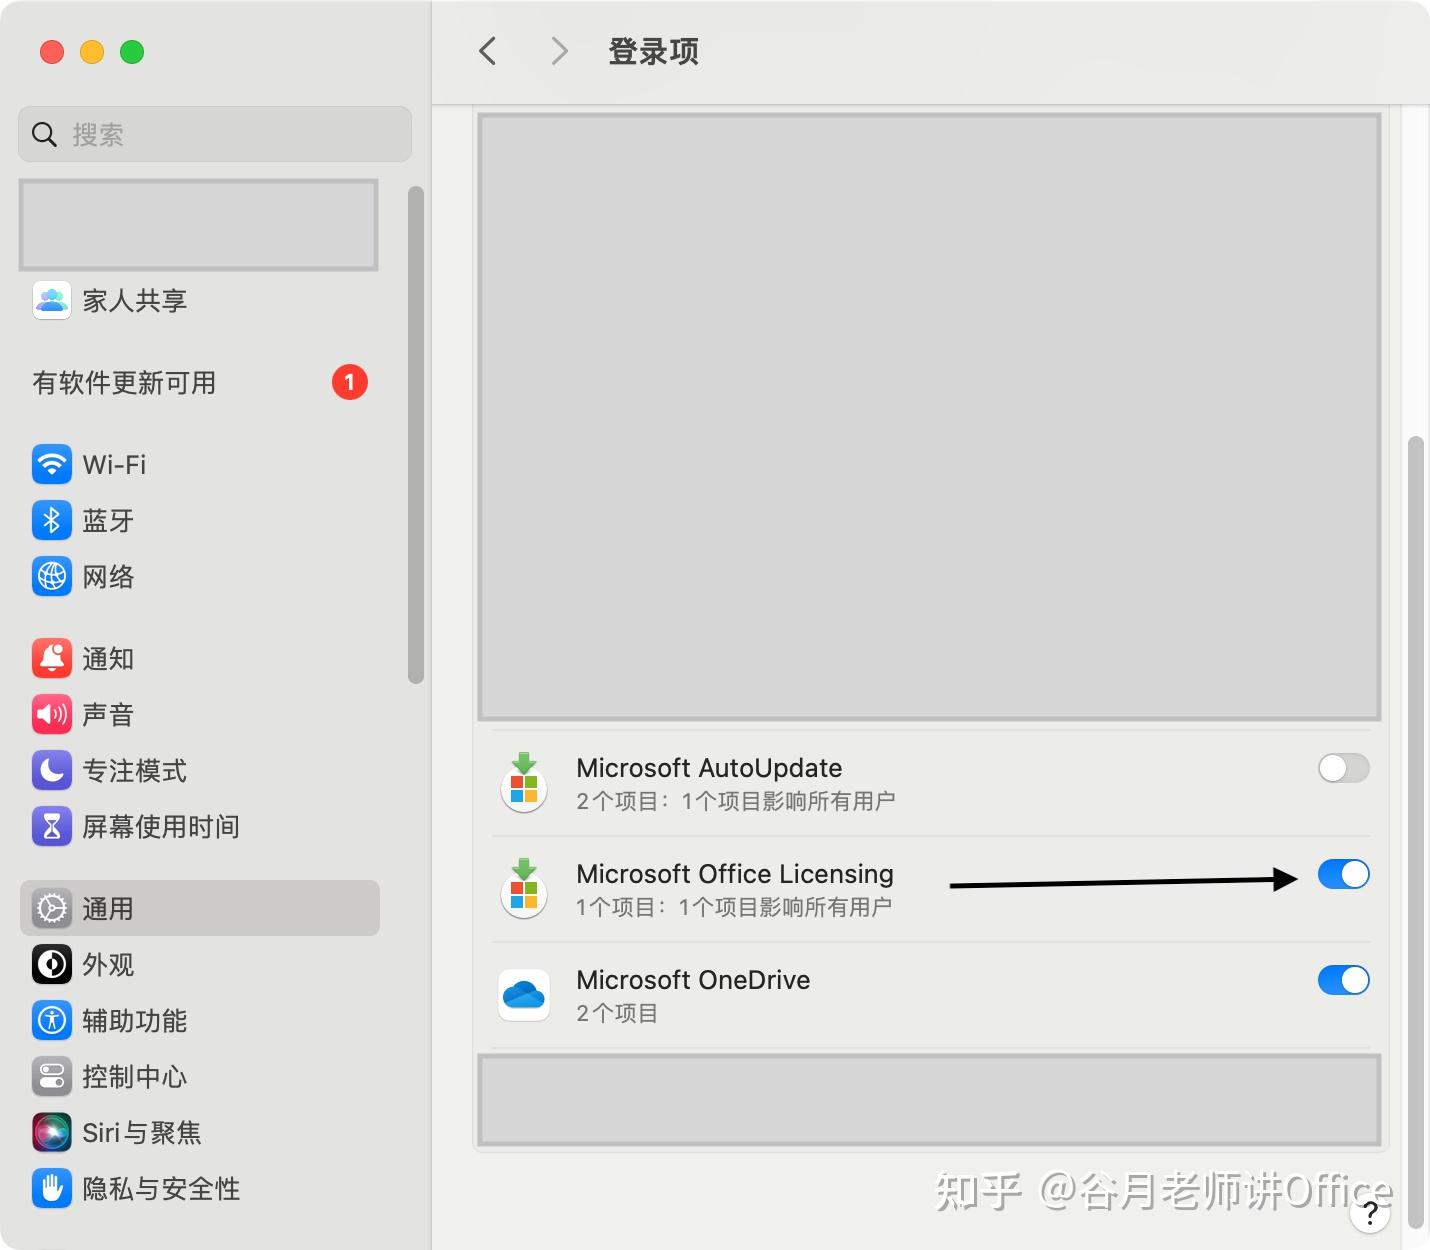 登录项
搜索
家人共享
有软件更新可用 1
Wi-Fi
蓝牙
网络
通知
声音
专注模式
屏幕使用时间
通用
外观
辅助功能
控制中心
Siri与聚焦
隐私与安全性
Microsoft AutoUpdate
2个项目：1个项目影响所有用户
Microsoft Office Licensing
1个项目：1个项目影响所有用户
Microsoft OneDrive
2个项目
知乎 @谷月老师讲Office
?